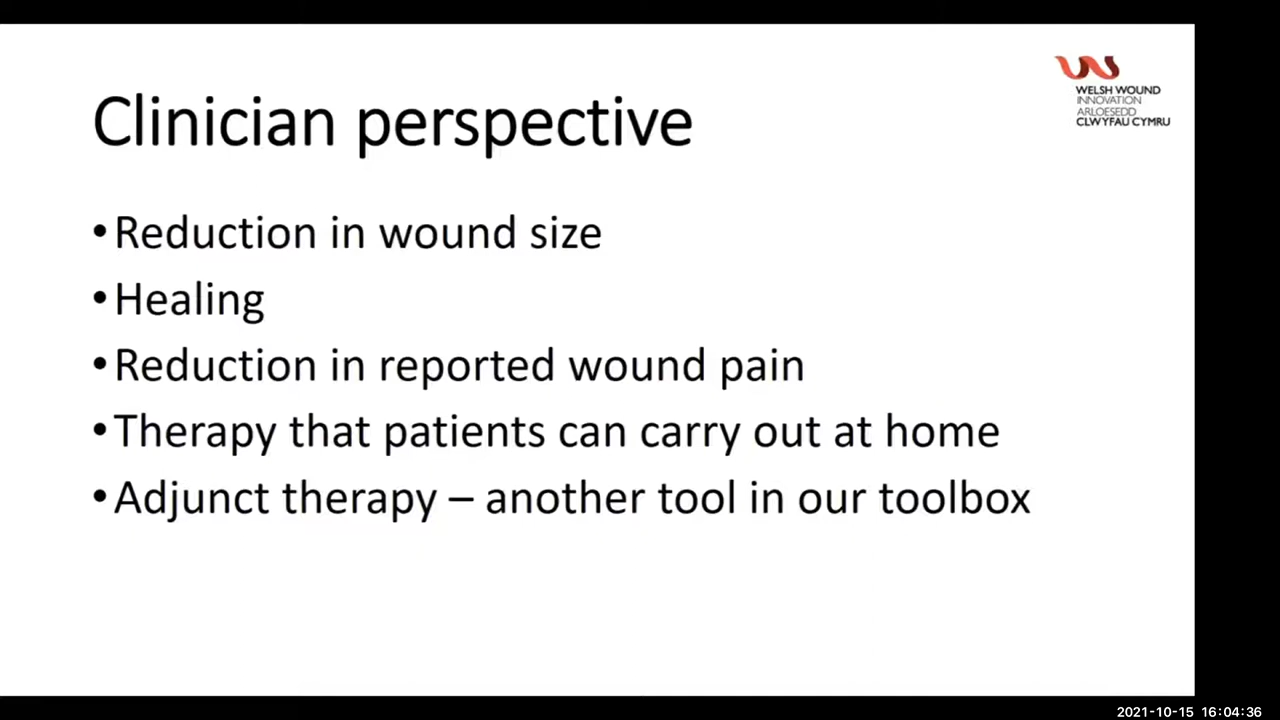 WELSH WOUND
INNOVATION
ARLOESEDD
CLWYFAU CYMRU
Clinician perspective
•Reduction in wound size
•Healing
•Reduction in reported wound pain
•Therapy that patients can carry out at home
•Adjunct therapy – another tool in our toolbox
2021-10-15 16:04:36